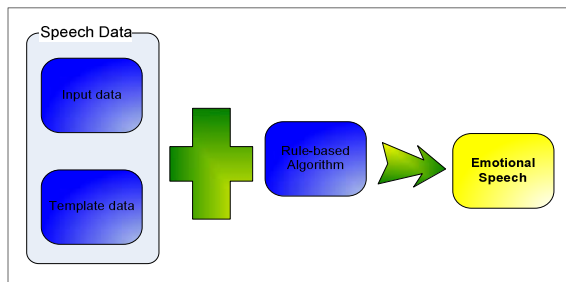 Speech Data
Input data
Template data
Rule-based
Algorithm
Emotional
Speech